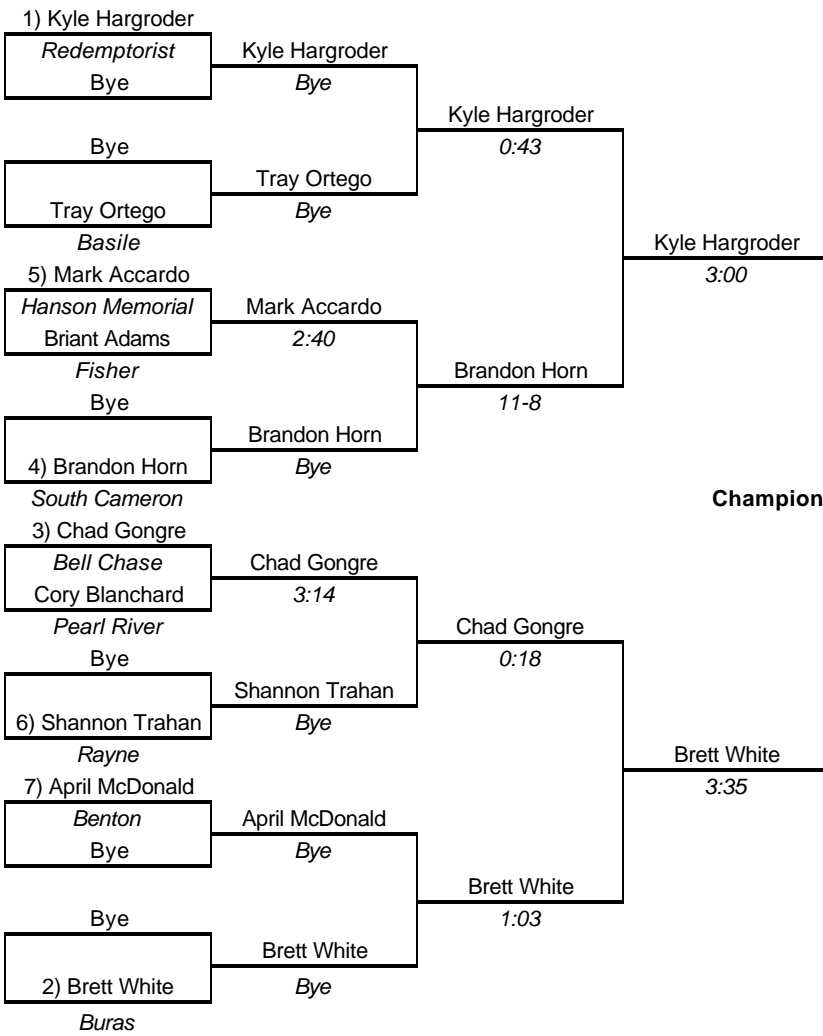 1) Kyle Hargroder
Redemptorist
Kyle Hargroder
Bye
Bye
Kyle Hargroder
Bye
0:43
Tray Ortego
Tray Ortego
Bye
Basile
Kyle Hargroder
5) Mark Accardo
3:00
Hanson Memorial
Mark Accardo
Briant Adams
2:40
Fisher
Brandon Horn
Bye
11-8
Brandon Horn
4) Brandon Horn
Bye
South Cameron
Champion
3) Chad Gongre
Bell Chase
Chad Gongre
Cory Blanchard
3:14
Pearl River
Chad Gongre
Bye
0:18
Shannon Trahan
6) Shannon Trahan
Bye
Rayne
Brett White
7) April McDonald
3:35
Benton
April McDonald
Bye
Bye
Brett White
Bye
1:03
Brett White
2) Brett White
Bye
Buras